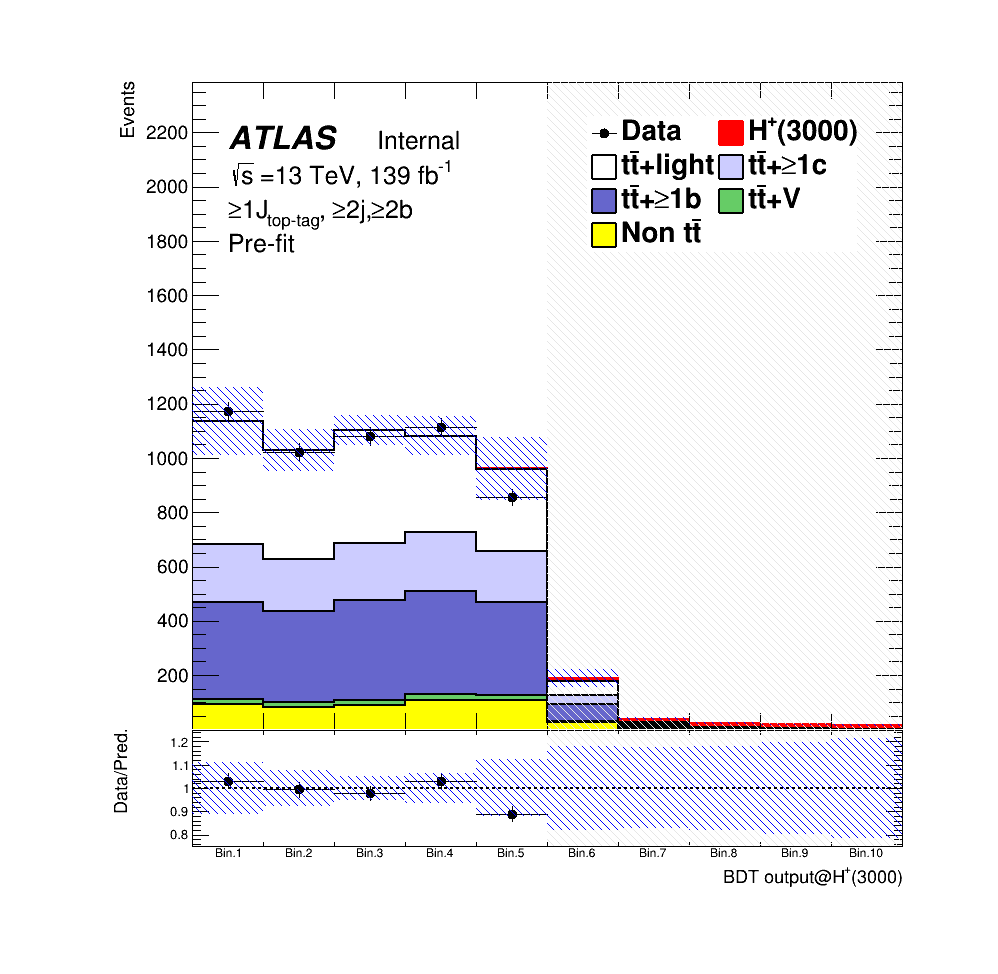 Events
2200
2000
1800
1600
1400
1200
1000
800
600
400
200
ATLAS Internal
√s =13 TeV, 139 fb⁻¹
≥1J_top-tag, ≥2j,≥2b
Pre-fit
Data H⁺(3000)
tt̄+light tt̄+≥1c
tt̄+≥1b tt̄+V
Non tt̄
Data/Pred.
1.2
1.1
1
0.9
0.8
Bin.1 Bin.2 Bin.3 Bin.4 Bin.5 Bin.6 Bin.7 Bin.8 Bin.9 Bin.10
BDT output@H⁺(3000)